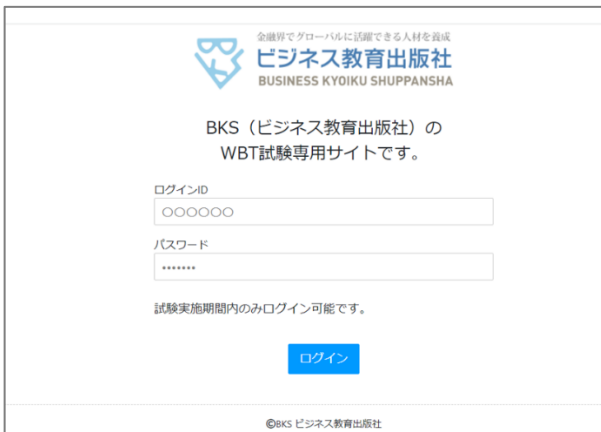 金融界でグローバルに活躍できる人材を養成
ビジネス教育出版社
BUSINESS KYOIKU SHUPPANSHA
BKS（ビジネス教育出版社）の
WBT試験専用サイトです。
ログインID
○○○○○○
パスワード
*******
試験実施期間内のみログイン可能です。
ログイン
©BKS ビジネス教育出版社